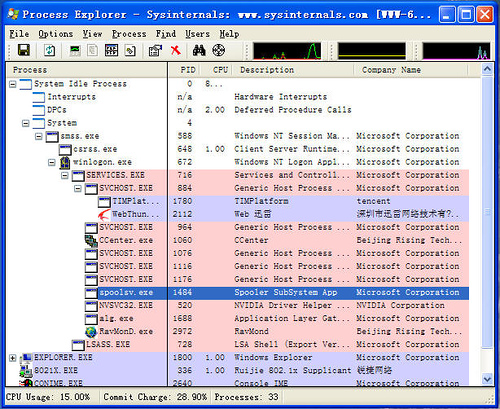 Process Explorer - Sysinternals: www.sysinternals.com [WWW-6...
File Options View Process Find Users Help
Process PID CPU Description Company Name
System Idle Process 0 8...
Interrupts n/a Hardware Interrupts
DPCs n/a 2.00 Deferred Procedure Calls
System 4
smss.exe 588 Windows NT Session Ma... Microsoft Corporation
csrss.exe 648 1.00 Client Server Runtime... Microsoft Corporation
winlogon.exe 672 Windows NT Logon Appl... Microsoft Corporation
SERVICES.EXE 716 Services and Controll... Microsoft Corporation
SVCHOST.EXE 884 Generic Host Process ... Microsoft Corporation
TIMPlat... 1780 TIMPlatform tencent
WebThun... 2112 Web 迅雷 深圳市迅雷网络技术有?..
SVCHOST.EXE 964 Generic Host Process ... Microsoft Corporation
CCenter.exe 1060 CCenter Beijing Rising Tech...
SVCHOST.EXE 1076 Generic Host Process ... Microsoft Corporation
SVCHOST.EXE 1116 Generic Host Process ... Microsoft Corporation
SVCHOST.EXE 1176 Generic Host Process ... Microsoft Corporation
spoolsv.exe 1484 Spooler SubSystem App Microsoft Corporation
NVSVC32.EXE 520 NVIDIA Driver Helper ... NVIDIA Corporation
alg.exe 1688 Application Layer Gat... Microsoft Corporation
RavMonD.exe 2972 RavMond Beijing Rising Tech...
LSASS.EXE 728 LSA Shell (Export Ver... Microsoft Corporation
EXPLORER.EXE 1800 1.00 Windows Explorer Microsoft Corporation
8021X.EXE 336 1.00 Ruijie 802.1x Supplicant 锐捷网络
CONIME.EXE 2640 Console IME Microsoft Corporation
CPU Usage: 15.00% Commit Charge: 28.90% Processes: 33